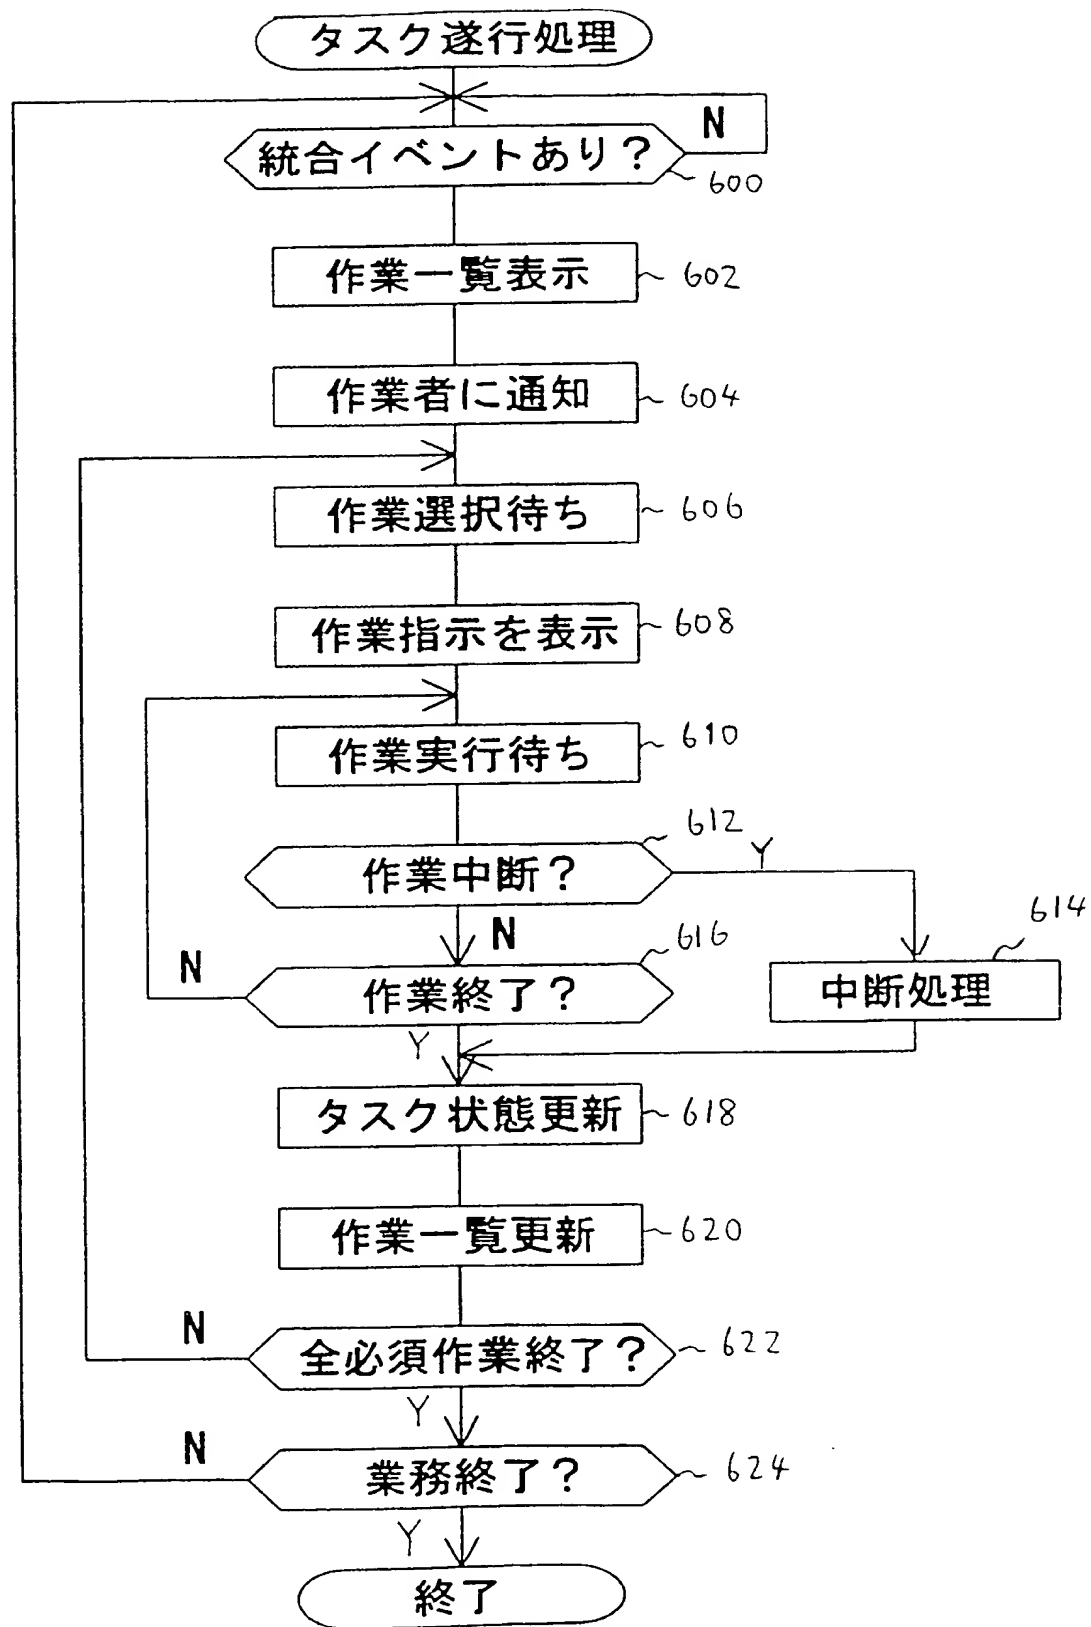 タスク遂行処理
N
統合イベントあり?
600
作業一覧表示
602
作業者に通知
604
作業選択待ち
606
作業指示を表示
608
作業実行待ち
610
612
作業中断?
Y
614
N
616
N
作業終了?
中断処理
Y
タスク状態更新
618
作業一覧更新
620
N
全必須作業終了?
622
Y
N
業務終了?
624
Y
終了